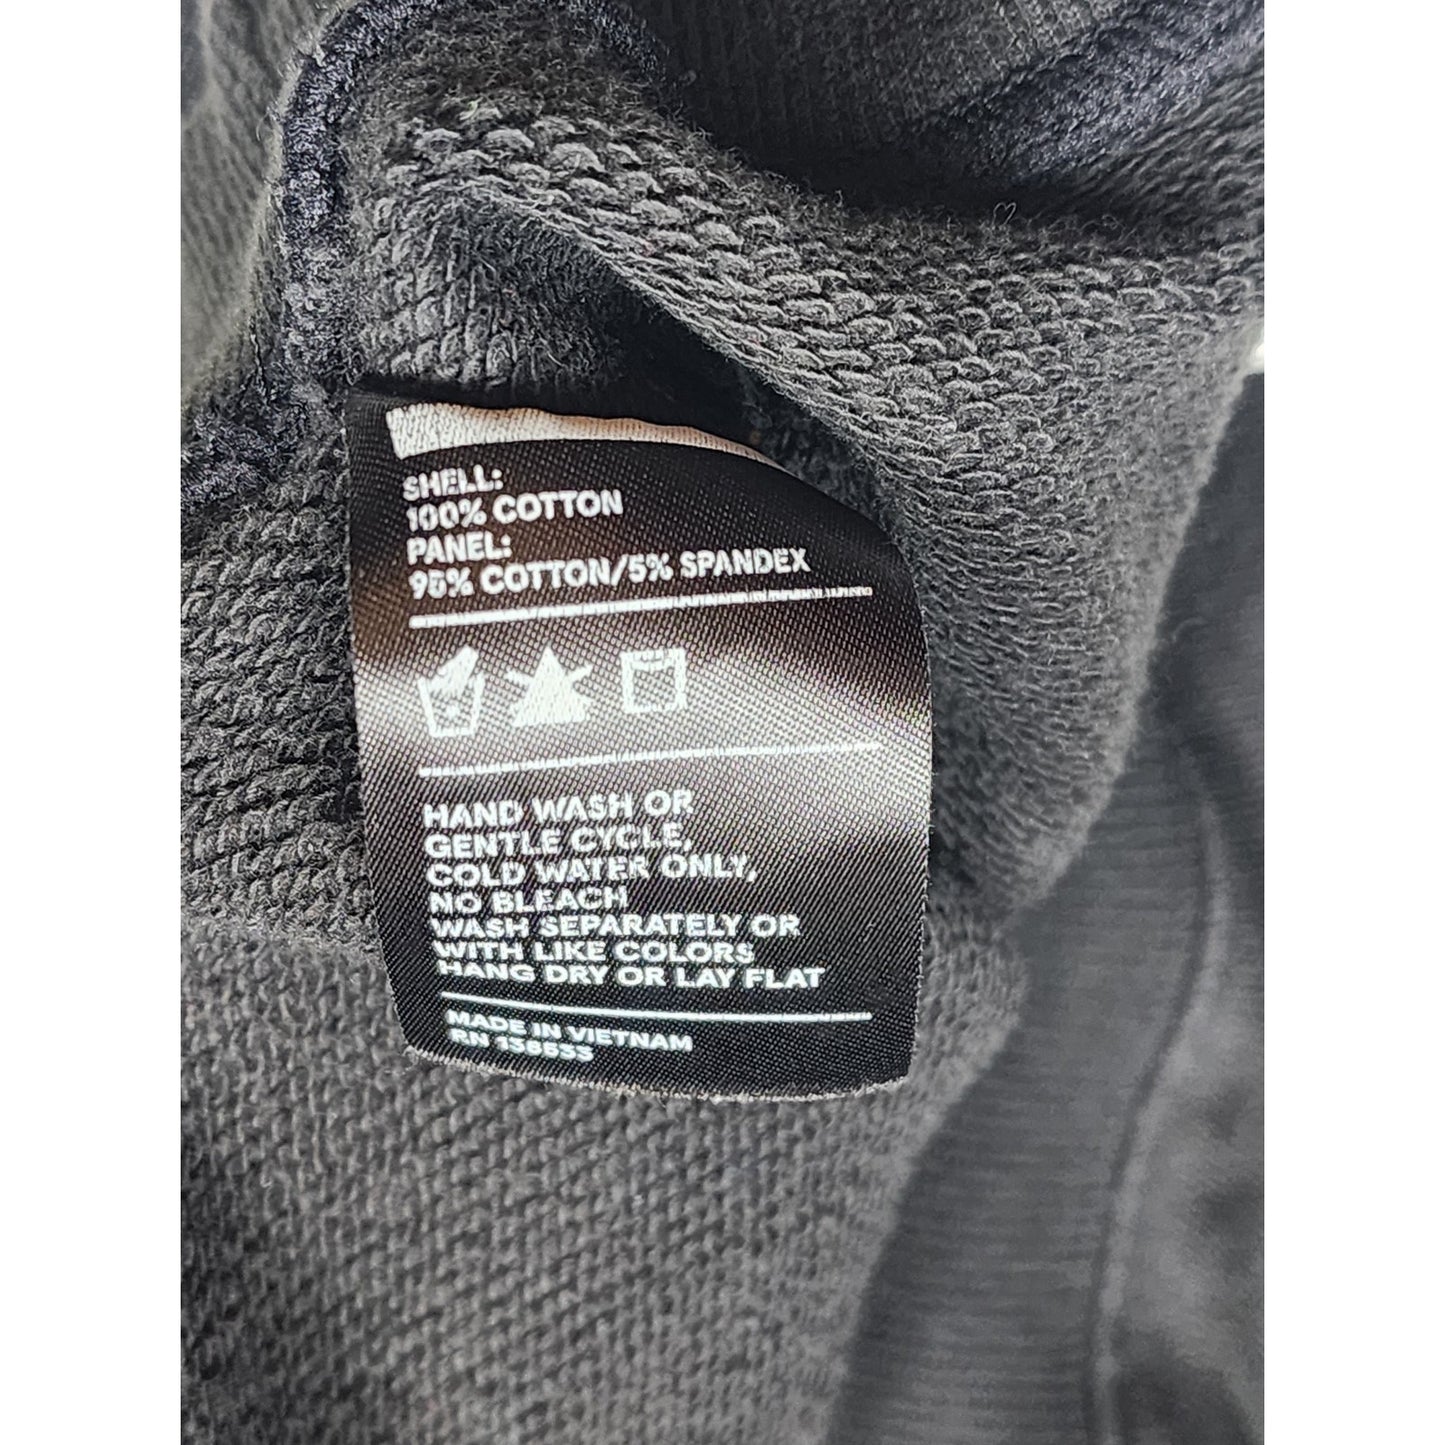 SHELL:
100% COTTON
PANEL:
95% COTTON/5% SPANDEX
HAND WASH OR
GENTLE CYCLE,
COLD WATER ONLY,
NO BLEACH
WASH SEPARATELY OR
WITH LIKE COLORS
HANG DRY OR LAY FLAT
MADE IN VIETNAM
RN